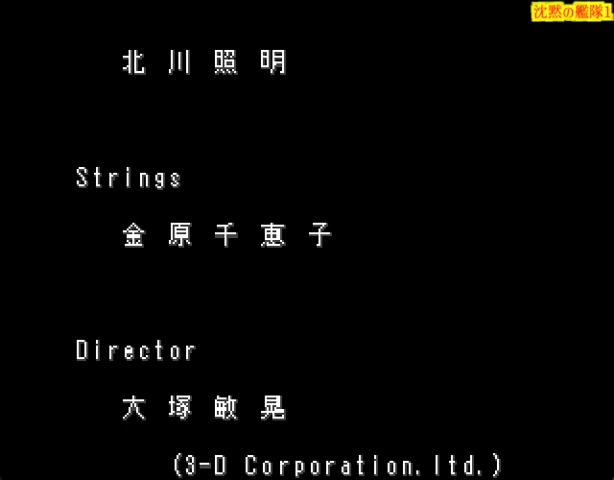 沈黙の艦隊1
北川照明
Strings
金原千恵子
Director
大塚敏晃
(3-D Corporation.ltd.)